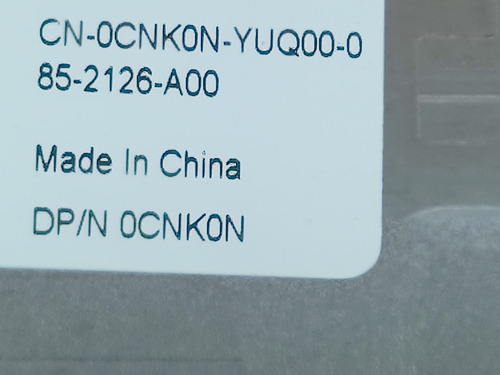 CN-0CNK0N-YUQ00-0
85-2126-A00
Made In China
DP/N 0CNK0N